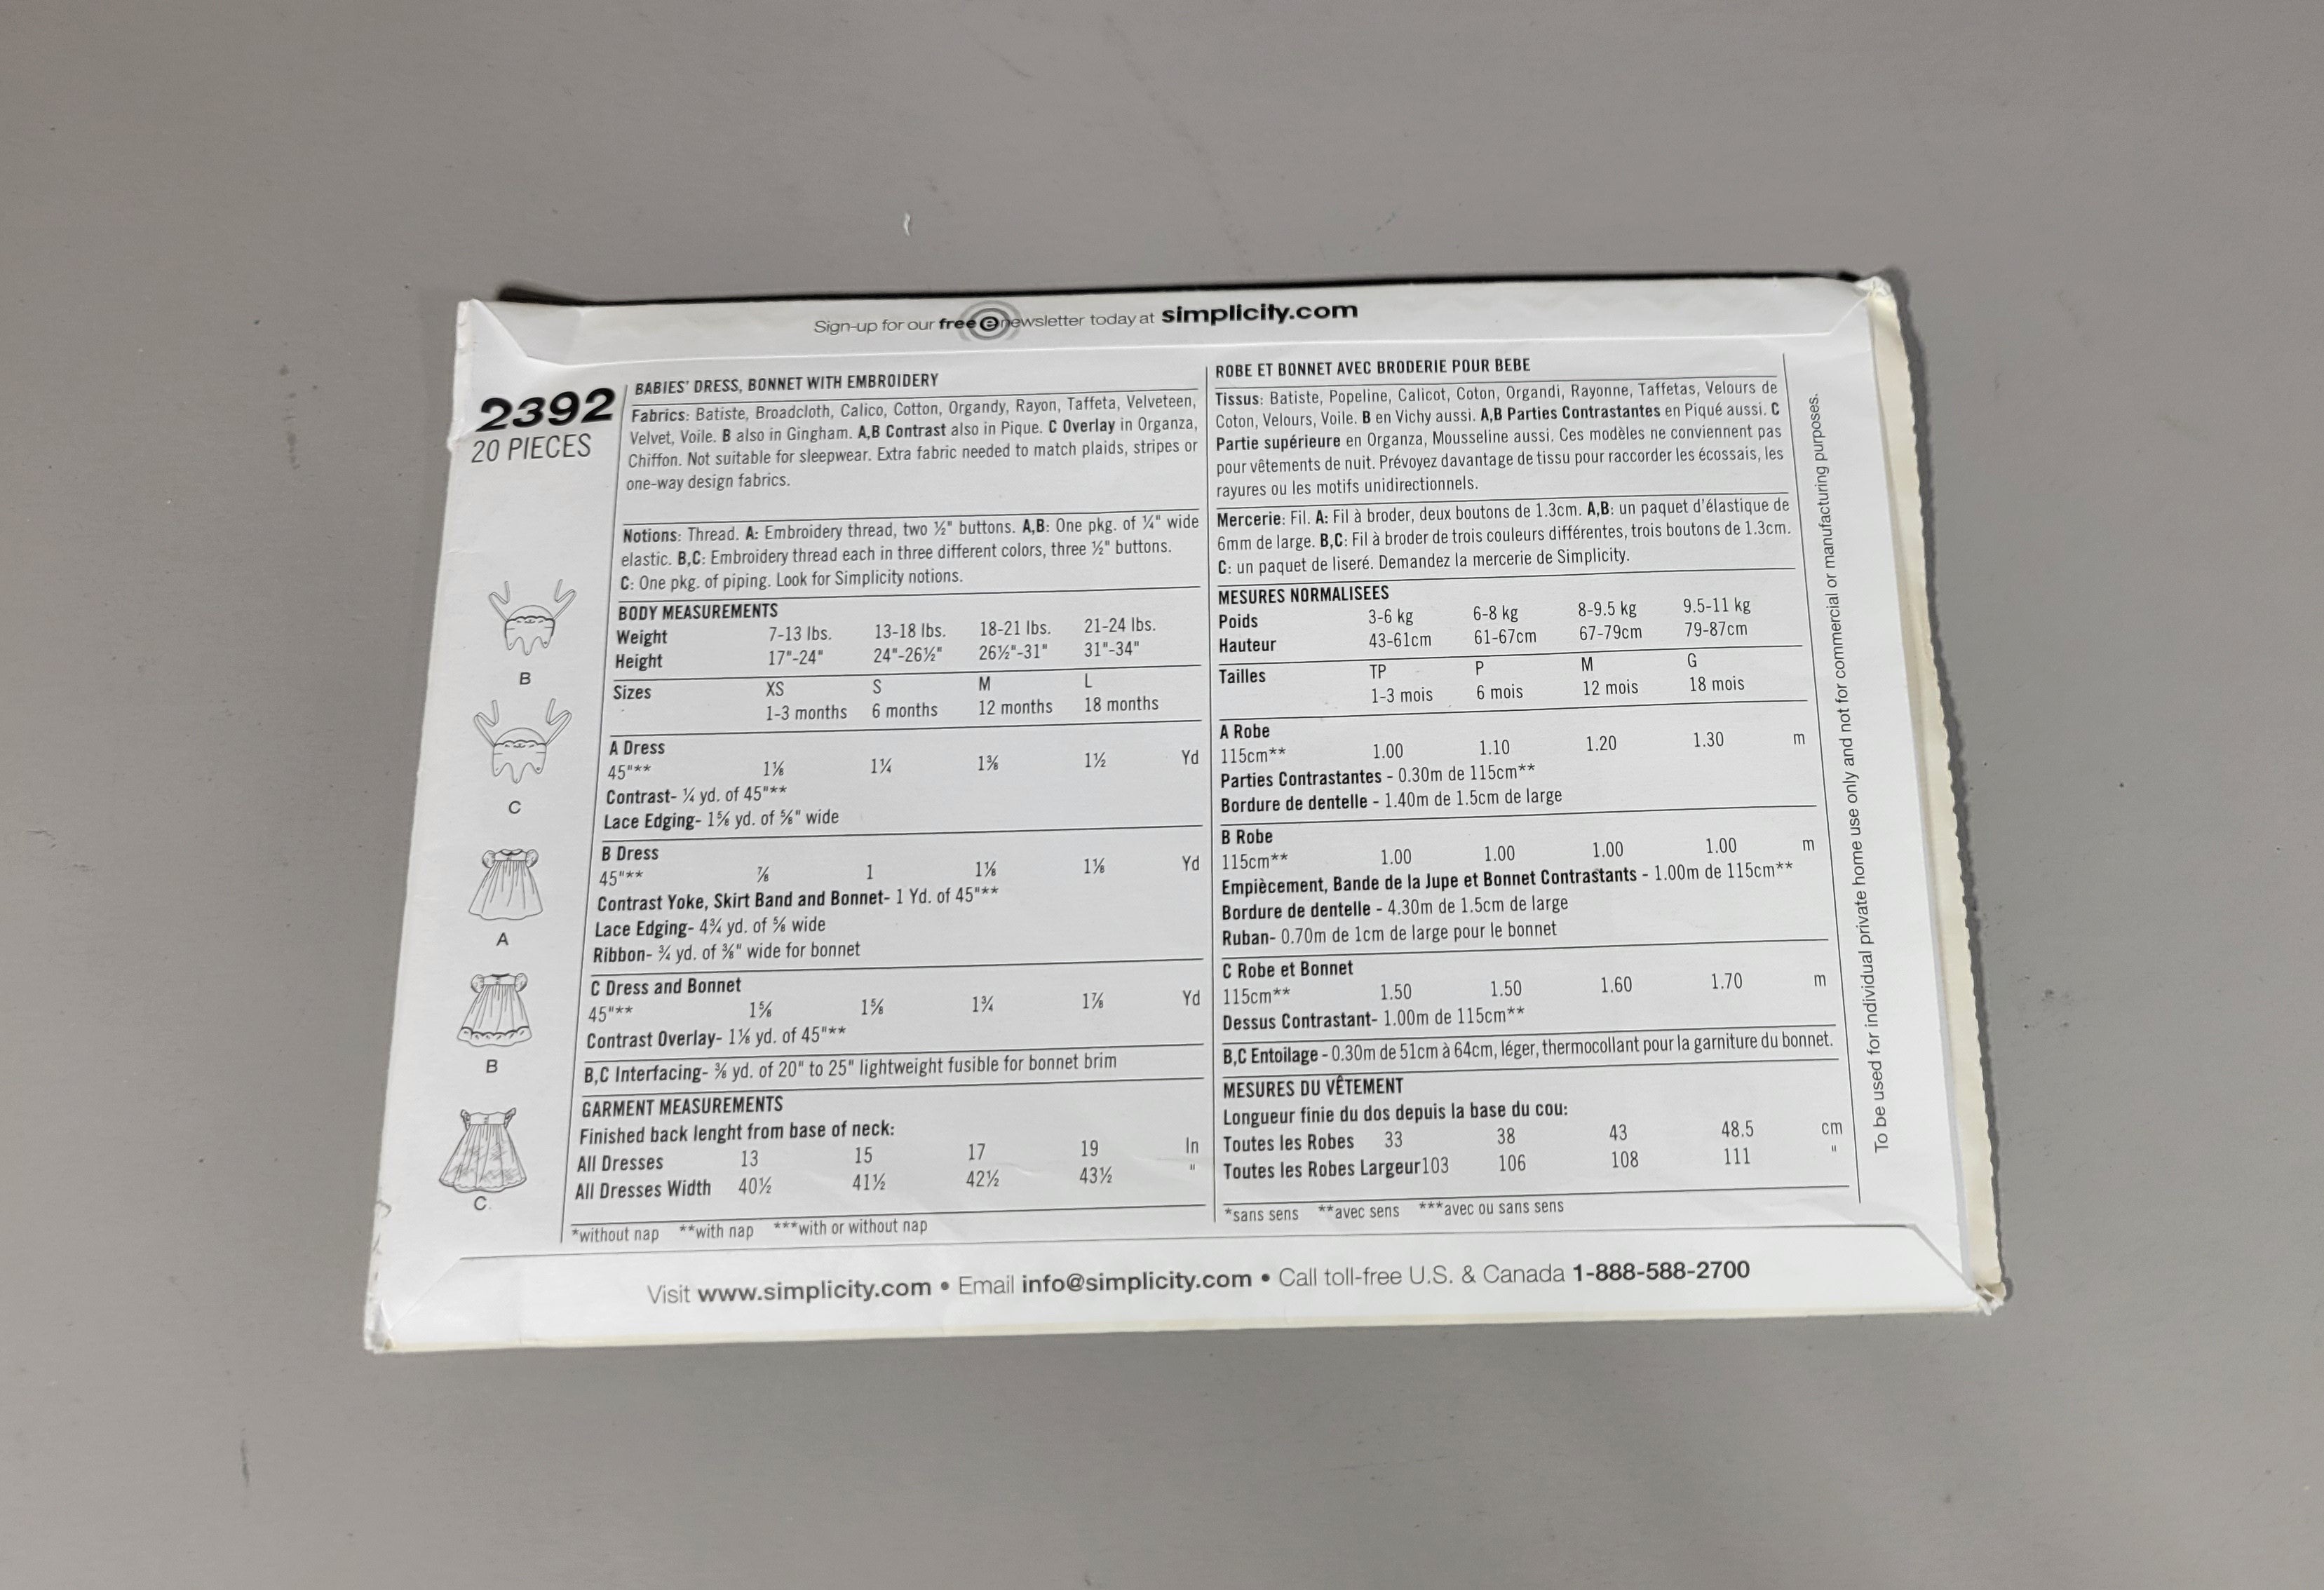 Sign-up for our free e newsletter today at simplicity.com
2392
20 PIECES
B
C
A
B
C
BABIES' DRESS, BONNET WITH EMBROIDERY
Fabrics: Batiste, Broadcloth, Calico, Cotton, Organdy, Rayon, Taffeta, Velveteen,
Velvet, Voile. B also in Gingham. A,B Contrast also in Pique. C Overlay in Organza,
Chiffon. Not suitable for sleepwear. Extra fabric needed to match plaids, stripes or
one-way design fabrics.
Notions: Thread. A: Embroidery thread, two ½" buttons. A,B: One pkg. of ¼" wide
elastic. B,C: Embroidery thread each in three different colors, three ½" buttons.
C: One pkg. of piping. Look for Simplicity notions.
BODY MEASUREMENTS
Weight 7-13 lbs. 13-18 lbs. 18-21 lbs. 21-24 lbs.
Height 17"-24" 24"-26½" 26½"-31" 31"-34"
Sizes XS S M L
1-3 months 6 months 12 months 18 months
A Dress
45"** 1⅛ 1¼ 1⅜ 1½ Yd
Contrast- ¼ yd. of 45"**
Lace Edging- 1⅝ yd. of ⅝" wide
B Dress
45"** ⅞ 1 1⅛ 1⅛ Yd
Contrast Yoke, Skirt Band and Bonnet- 1 Yd. of 45"**
Lace Edging- 4¾ yd. of ⅝ wide
Ribbon- ¾ yd. of ⅜" wide for bonnet
C Dress and Bonnet
45"** 1⅝ 1⅝ 1¾ 1⅞ Yd
Contrast Overlay- 1⅛ yd. of 45"**
B,C Interfacing- ⅜ yd. of 20" to 25" lightweight fusible for bonnet brim
GARMENT MEASUREMENTS
Finished back lenght from base of neck:
All Dresses 13 15 17 19 In
All Dresses Width 40½ 41½ 42½ 43½ "
*without nap **with nap ***with or without nap
ROBE ET BONNET AVEC BRODERIE POUR BEBE
Tissus: Batiste, Popeline, Calicot, Coton, Organdi, Rayonne, Taffetas, Velours de
Coton, Velours, Voile. B en Vichy aussi. A,B Parties Contrastantes en Piqué aussi. C
Partie supérieure en Organza, Mousseline aussi. Ces modèles ne conviennent pas
pour vêtements de nuit. Prévoyez davantage de tissu pour raccorder les écossais, les
rayures ou les motifs unidirectionnels.
Mercerie: Fil. A: Fil à broder, deux boutons de 1.3cm. A,B: un paquet d'élastique de
6mm de large. B,C: Fil à broder de trois couleurs différentes, trois boutons de 1.3cm.
C: un paquet de liseré. Demandez la mercerie de Simplicity.
MESURES NORMALISEES
Poids 3-6 kg 6-8 kg 8-9.5 kg 9.5-11 kg
Hauteur 43-61cm 61-67cm 67-79cm 79-87cm
Tailles TP P M G
1-3 mois 6 mois 12 mois 18 mois
A Robe
115cm** 1.00 1.10 1.20 1.30 m
Parties Contrastantes - 0.30m de 115cm**
Bordure de dentelle - 1.40m de 1.5cm de large
B Robe
115cm** 1.00 1.00 1.00 1.00 m
Empiècement, Bande de la Jupe et Bonnet Contrastants - 1.00m de 115cm**
Bordure de dentelle - 4.30m de 1.5cm de large
Ruban- 0.70m de 1cm de large pour le bonnet
C Robe et Bonnet
115cm** 1.50 1.50 1.60 1.70 m
Dessus Contrastant- 1.00m de 115cm**
B,C Entoilage - 0.30m de 51cm à 64cm, léger, thermocollant pour la garniture du bonnet.
MESURES DU VÊTEMENT
Longueur finie du dos depuis la base du cou:
Toutes les Robes 33 38 43 48.5 cm
Toutes les Robes Largeur 103 106 108 111 "
*sans sens **avec sens ***avec ou sans sens
To be used for individual private home use only and not for commercial or manufacturing purposes.
Visit www.simplicity.com • Email info@simplicity.com • Call toll-free U.S. & Canada 1-888-588-2700